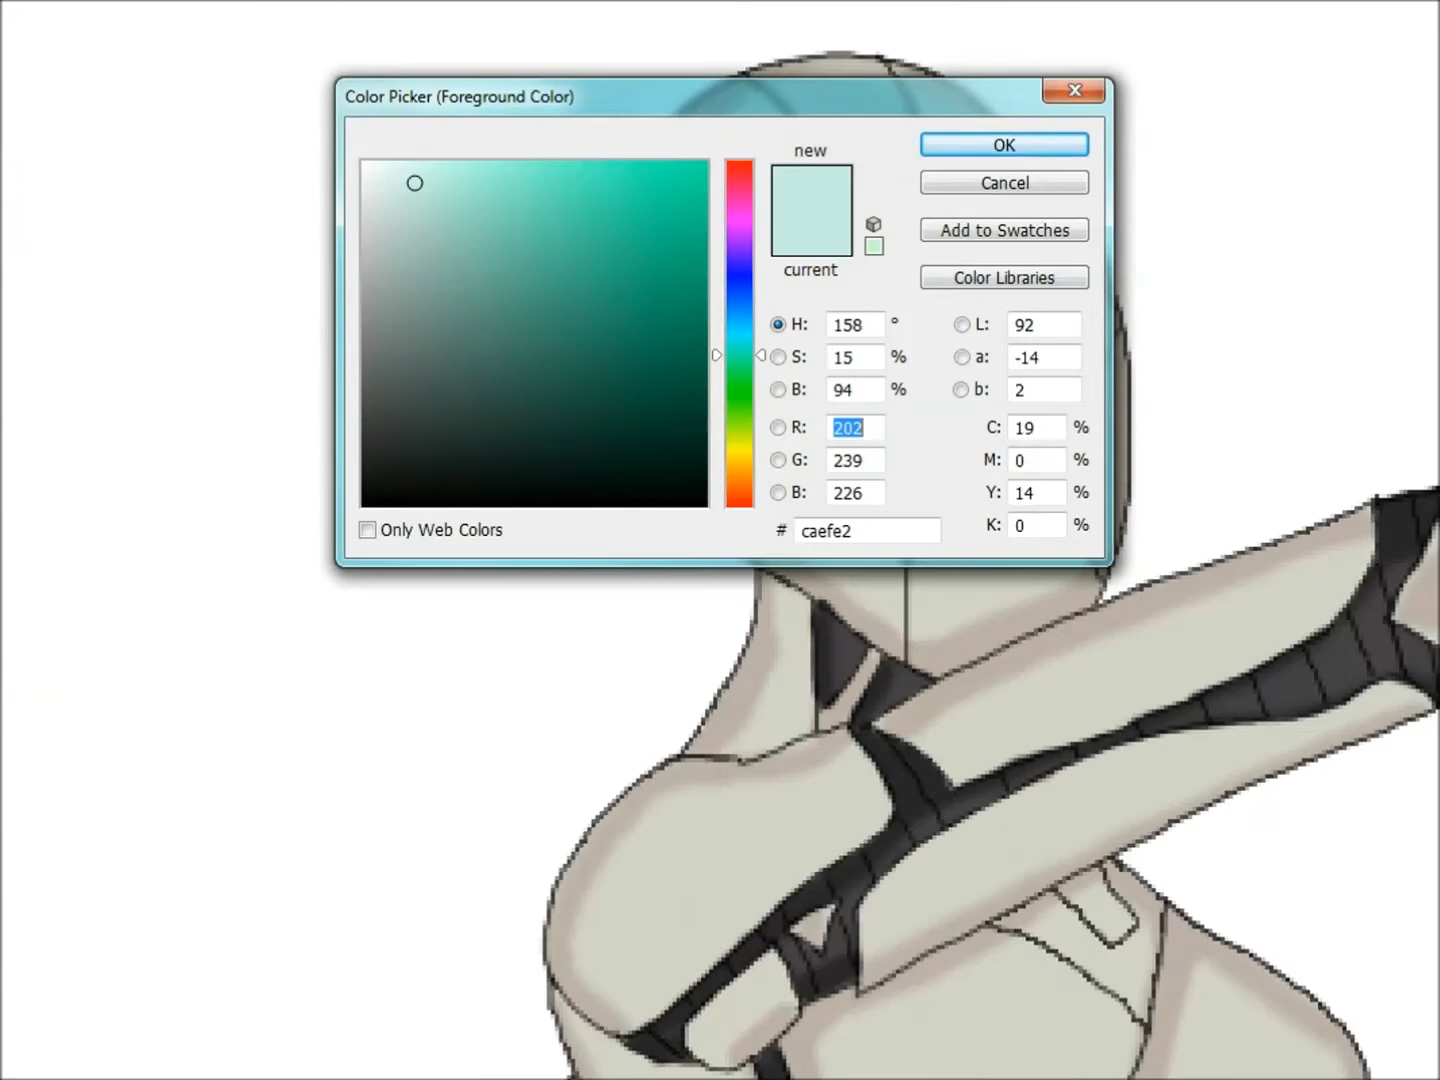 Color Picker (Foreground Color)
new
current
OK
Cancel
Add to Swatches
Color Libraries
H: 158 °
S: 15 %
B: 94 %
R: 202
G: 239
B: 226
# caefe2
L: 92
a: -14
b: 2
C: 19 %
M: 0 %
Y: 14 %
K: 0 %
Only Web Colors